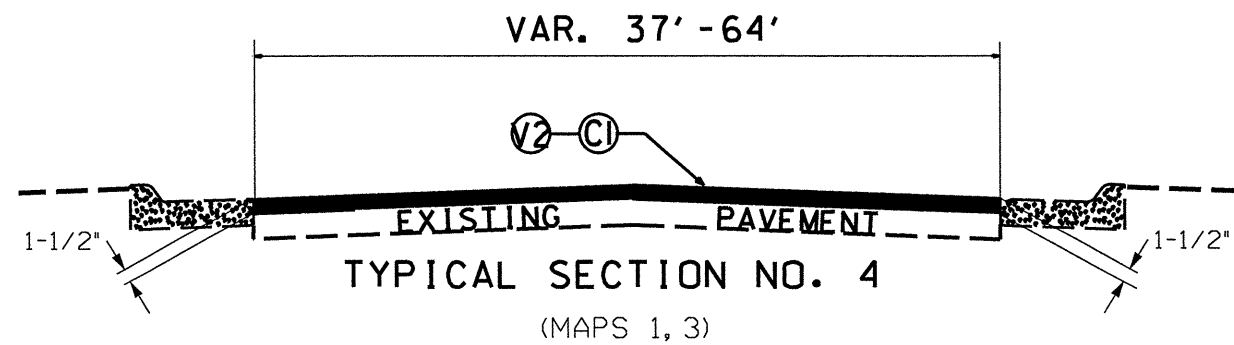 VAR. 37'-64'
V2 C1
EXISTING PAVEMENT
1-1/2" 1-1/2"
TYPICAL SECTION NO. 4
(MAPS 1, 3)